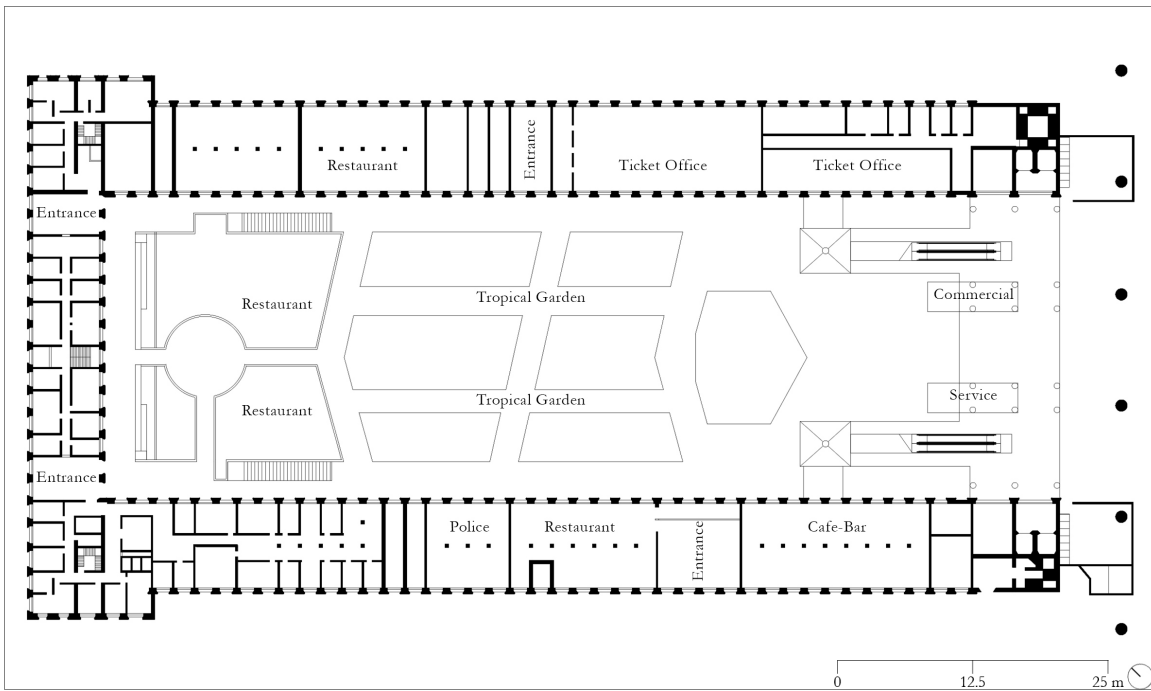 Entrance
Restaurant
Ticket Office
Ticket Office
Entrance
Restaurant
Tropical Garden
Commercial
Restaurant
Tropical Garden
Service
Entrance
Police
Restaurant
Entrance
Cafe-Bar
0
12.5
25 m